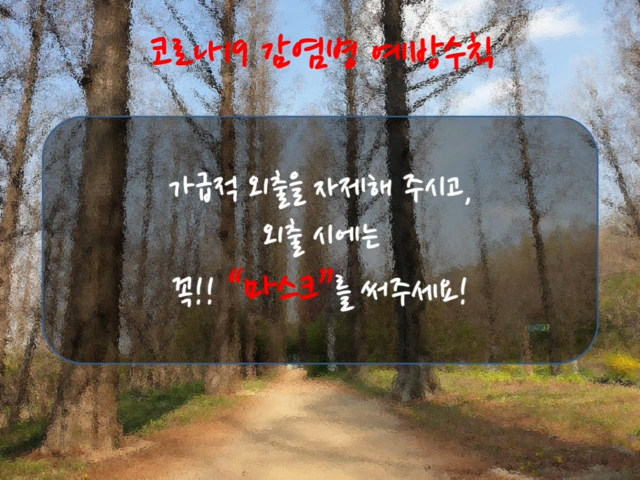 코로나19 감염병 예방수칙
가급적 외출을 자제해 주시고,
외출 시에는
꼭!! "마스크"를 써주세요!